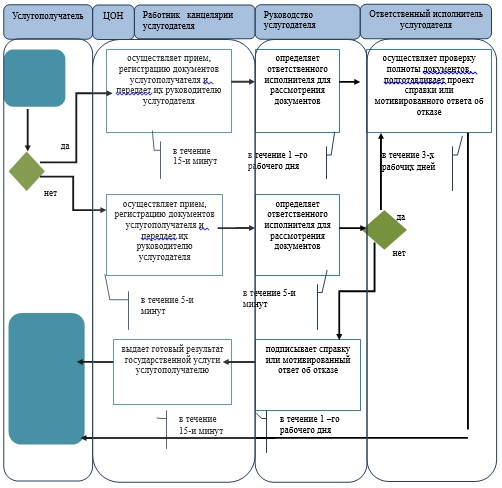 Услугополучатель
ЦОН
Работник канцелярии
услугодателя
Руководство
услугодателя
Ответственный исполнитель
услугодателя
осуществляет прием,
регистрацию документов
услугополучателя и
передает их руководителю
услугодателя
определяет
ответственного
исполнителя для
рассмотрения
документов
осуществляет проверку
полноты документов,
подготавливает проект
справки или
мотивированного ответа об
отказе
да
в течение
15-и минут
в течение 1 –го
рабочего дня
в течение 3-х
рабочих дней
нет
осуществляет прием,
регистрацию документов
услугополучателя и
передает их
руководителю
услугодателя
определяет
ответственного
исполнителя для
рассмотрения
документов
да
нет
в течение 5-и
минут
в течение 5-и
минут
выдает готовый результат
государственной услуги
услугополучателю
подписывает справку
или мотивированный
ответ об отказе
в течение
15-и минут
в течение 1 –го
рабочего дня